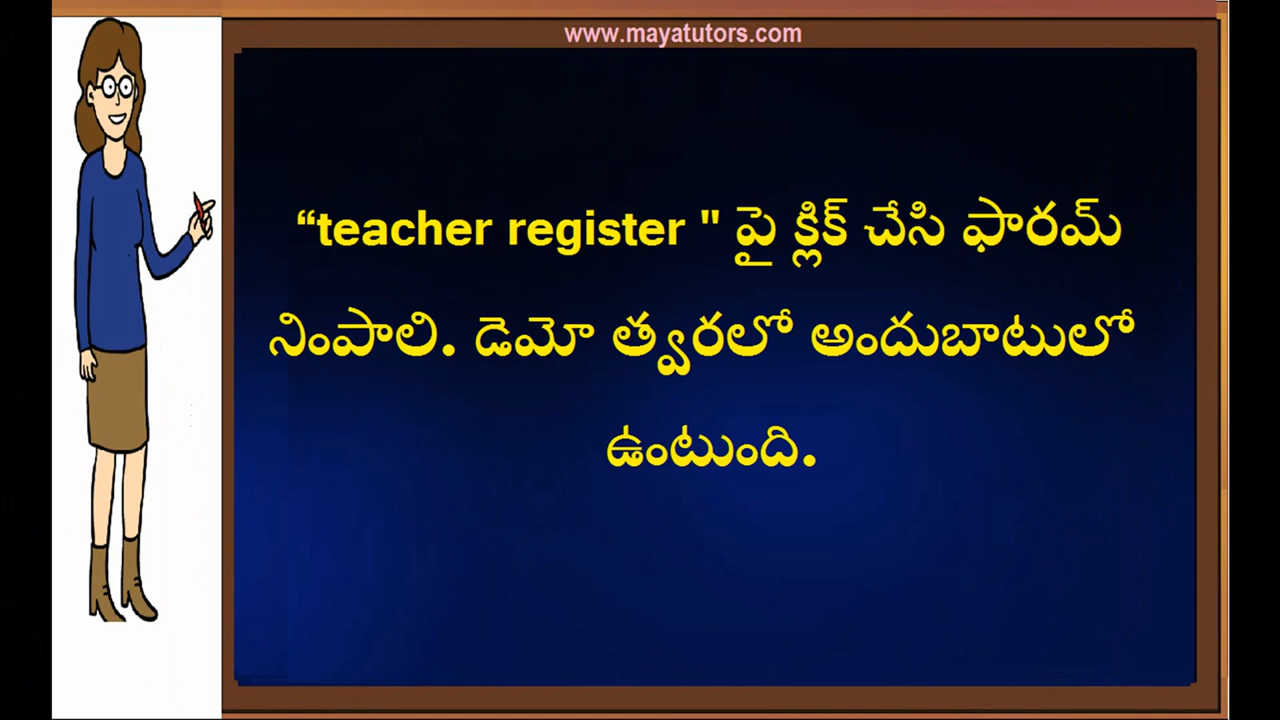 www.mayatutors.com
“teacher register " పై క్లిక్ చేసి ఫారమ్
నింపాలి. డెమో త్వరలో అందుబాటులో
ఉంటుంది.